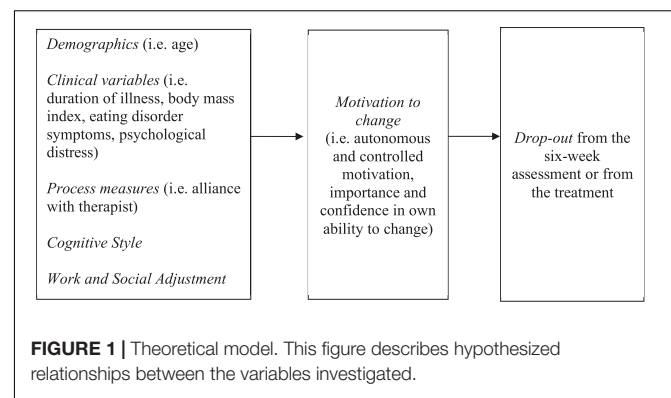 Demographics (i.e. age)
Clinical variables (i.e.
duration of illness, body mass
index, eating disorder
symptoms, psychological
distress)
Process measures (i.e. alliance
with therapist)
Cognitive Style
Work and Social Adjustment
Motivation to
change
(i.e. autonomous
and controlled
motivation,
importance and
confidence in own
ability to change)
Drop-out from the
six-week
assessment or from
the treatment
FIGURE 1 | Theoretical model. This figure describes hypothesized
relationships between the variables investigated.